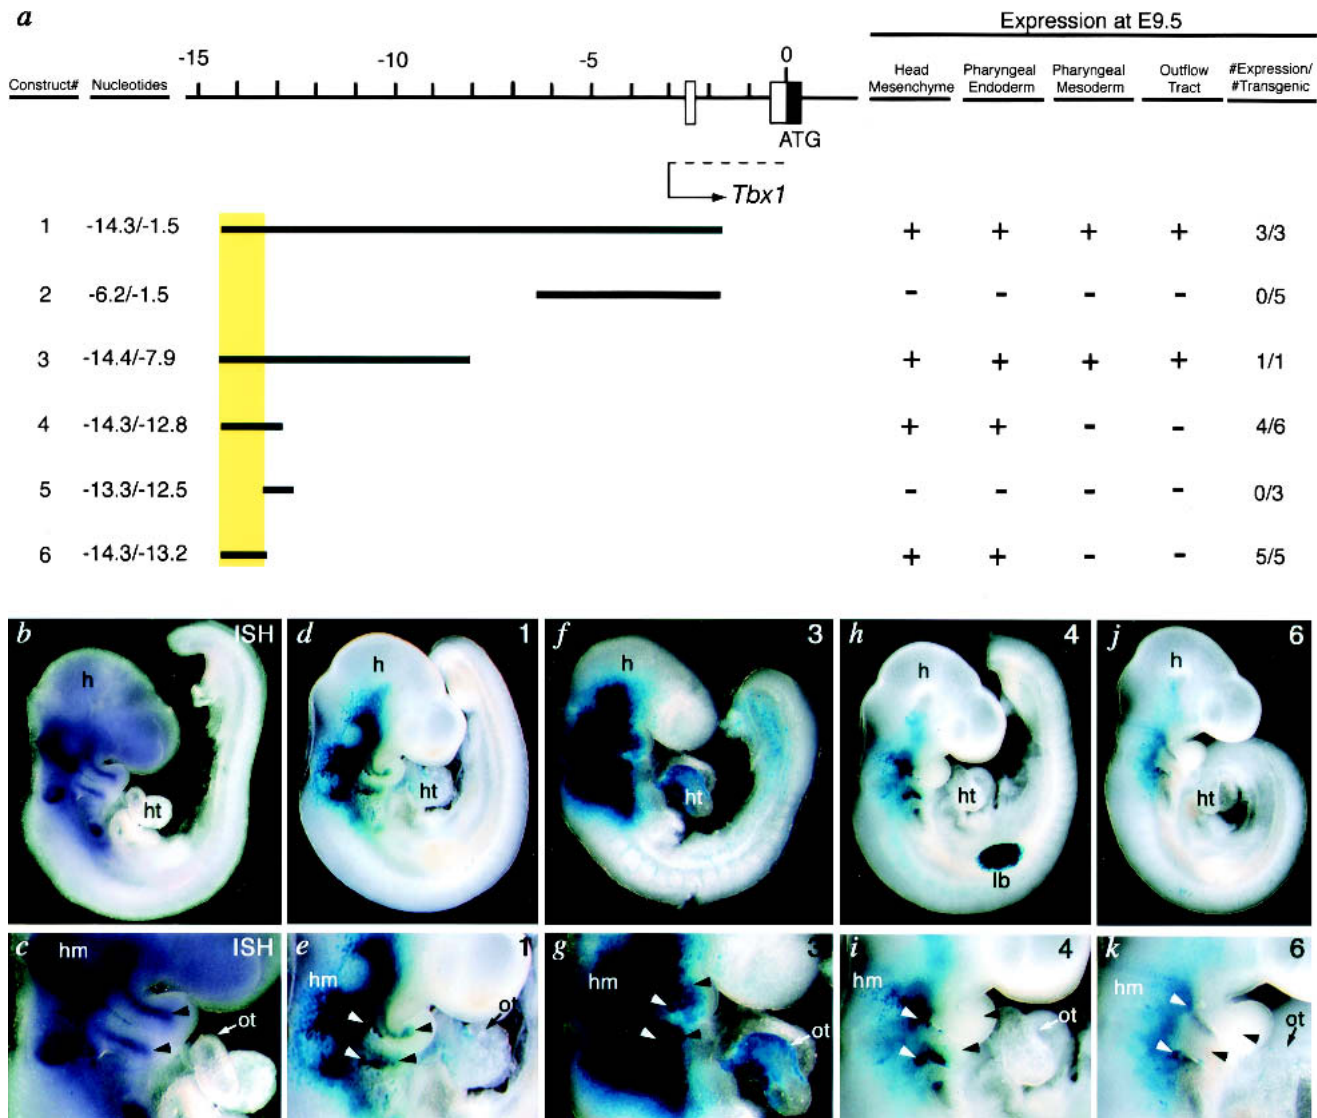 a
Expression at E9.5
-15 -10 -5 0
Construct# Nucleotides Head Mesenchyme Pharyngeal Endoderm Pharyngeal Mesoderm Outflow Tract #Expression/ #Transgenic
ATG
Tbx1
1 -14.3/-1.5 + + + + 3/3
2 -6.2/-1.5 - - - - 0/5
3 -14.4/-7.9 + + + + 1/1
4 -14.3/-12.8 + + - - 4/6
5 -13.3/-12.5 - - - - 0/3
6 -14.3/-13.2 + + - - 5/5
b ISH h ht
d 1 h ht
f 3 h ht
h 4 h ht lb
j 6 h ht
c ISH hm ot
e 1 hm ot
g 3 hm ot
i 4 hm ot
k 6 hm ot